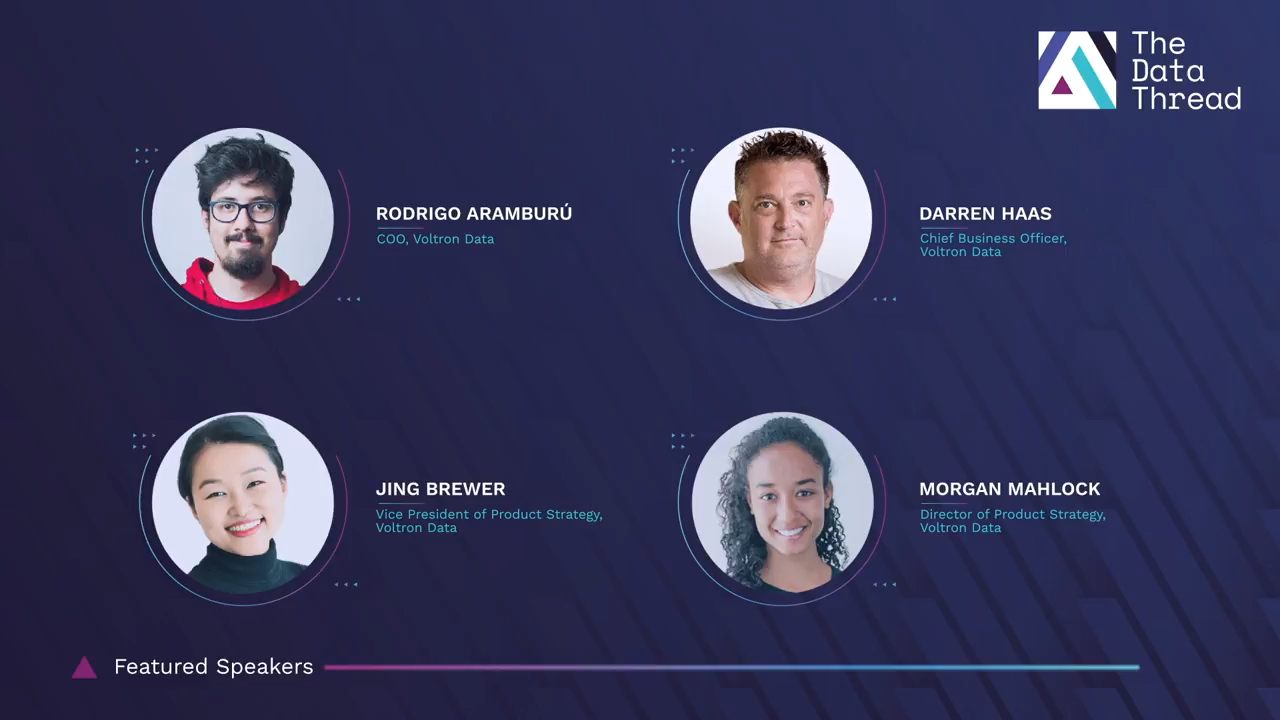 The
Data
Thread
RODRIGO ARAMBURÚ
COO, Voltron Data
DARREN HAAS
Chief Business Officer,
Voltron Data
JING BREWER
Vice President of Product Strategy,
Voltron Data
MORGAN MAHLOCK
Director of Product Strategy,
Voltron Data
Featured Speakers